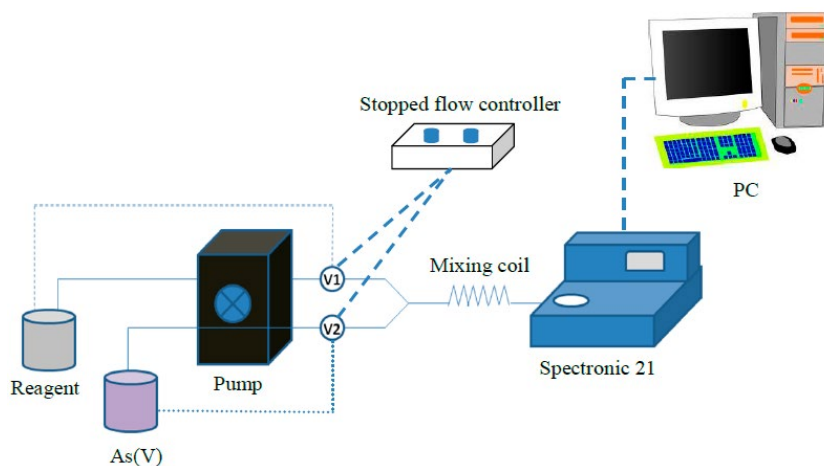 Stopped flow controller
PC
V1
Mixing coil
V2
Reagent
Pump
Spectronic 21
As(V)